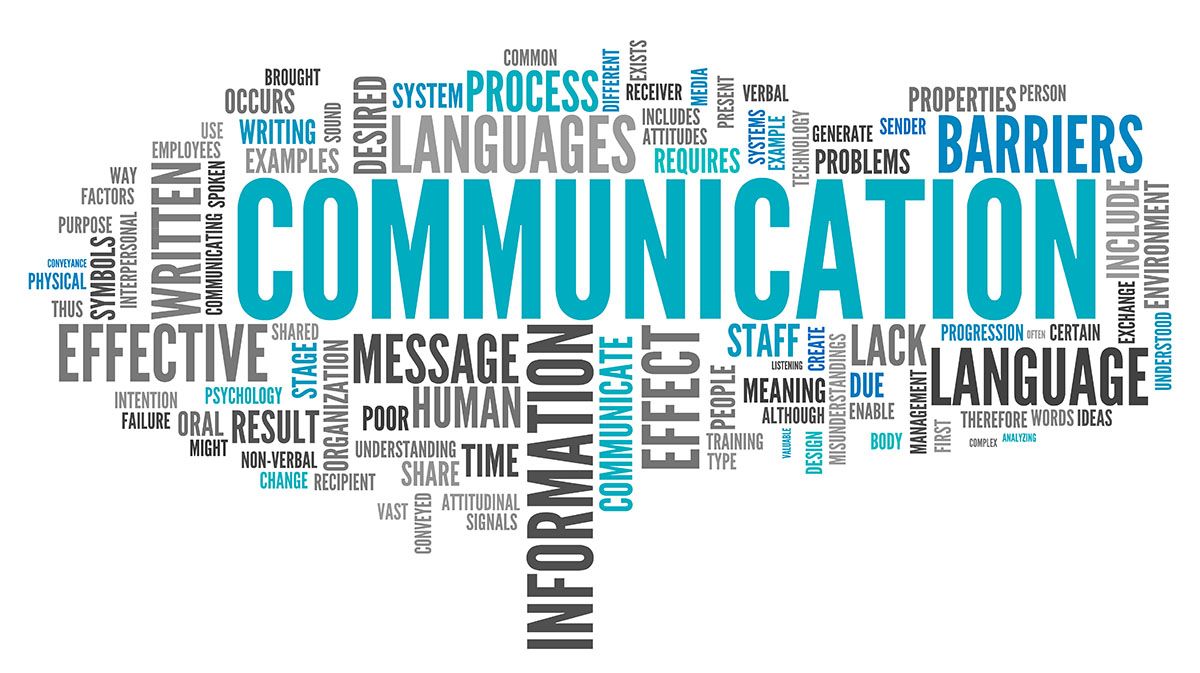 COMMON
BROUGHT
OCCURS
SOUND
DESIRED
SYSTEM
PROCESS
DIFFERENT
EXISTS
RECEIVER
MEDIA
PRESENT
VERBAL
PROPERTIES
PERSON
USE
WRITING
LANGUAGES
INCLUDES
ATTITUDES
SYSTEMS
EXAMPLE
TECHNOLOGY
GENERATE
SENDER
BARRIERS
EMPLOYEES
EXAMPLES
REQUIRES
PROBLEMS
WAY
FACTORS
WRITTEN
SPOKEN
COMMUNICATING
COMMUNICATION
INCLUDE
ENVIRONMENT
PURPOSE
SYMBOLS
INTERPERSONAL
CONVEYANCE
PHYSICAL
THUS
EXCHANGE
UNDERSTOOD
EFFECTIVE
SHARED
STAGE
ORGANIZATION
MESSAGE
INFORMATION
COMMUNICATE
EFFECT
STAFF
CREATE
LISTENING
MISUNDERSTANDINGS
LACK
PROGRESSION
OFTEN
CERTAIN
LANGUAGE
PSYCHOLOGY
PEOPLE
MEANING
DUE
MANAGEMENT
INTENTION
FAILURE
ORAL
RESULT
POOR
HUMAN
ALTHOUGH
ENABLE
FIRST
THEREFORE
WORDS
IDEAS
MIGHT
UNDERSTANDING
TRAINING
TYPE
VALUABLE
DESIGN
BODY
COMPLEX
ANALYZING
NON-VERBAL
SHARE
TIME
CHANGE
RECIPIENT
VAST
CONVEYED
ATTITUDINAL
SIGNALS